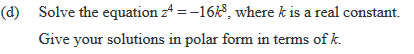 (d) Solve the equation z⁴ = −16k⁸, where k is a real constant.
Give your solutions in polar form in terms of k.